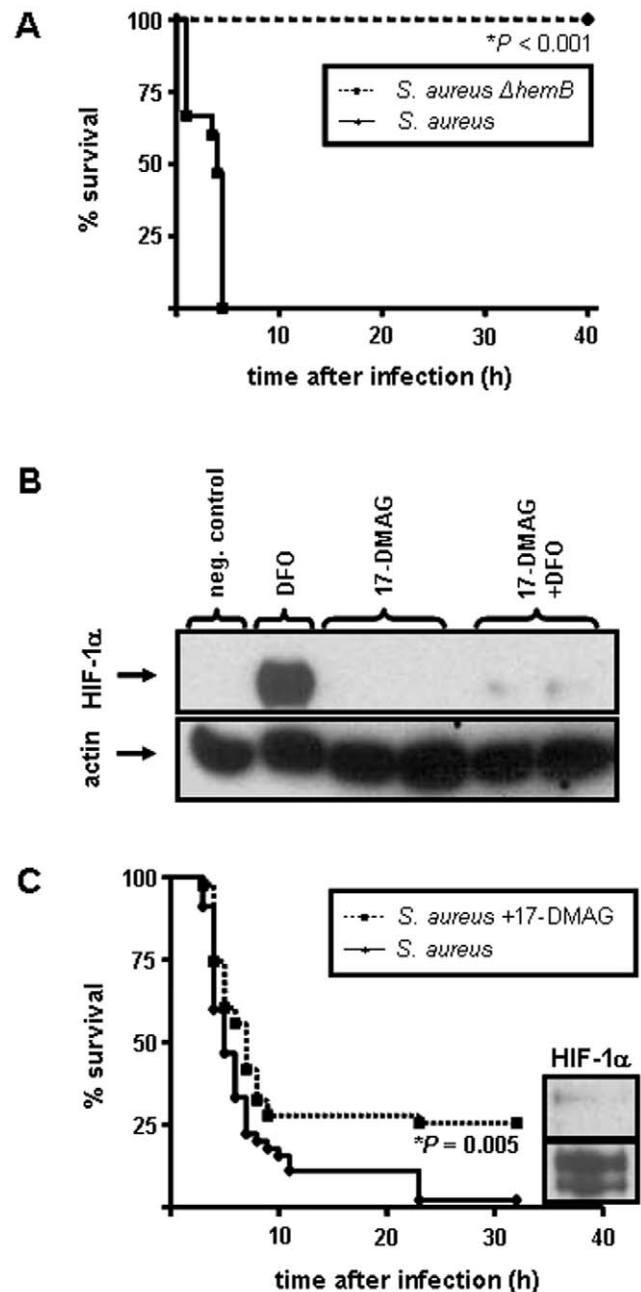 A
100
75
50
25
% survival
*P < 0.001
S. aureus ΔhemB
S. aureus
10
20
30
40
time after infection (h)
B
neg. control
DFO
17-DMAG
17-DMAG
+DFO
HIF-1α
actin
C
100
75
50
25
% survival
S. aureus +17-DMAG
S. aureus
HIF-1α
*P = 0.005
10
20
30
40
time after infection (h)